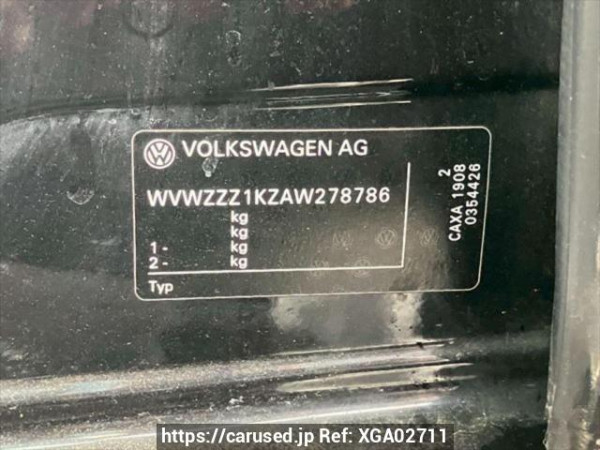 VOLKSWAGEN AG
WVWZZZ1KZAW278786
kg
kg
1 - kg
2 - kg
Typ
2
CAXA 1908
0354426
https://carused.jp Ref: XGA02711